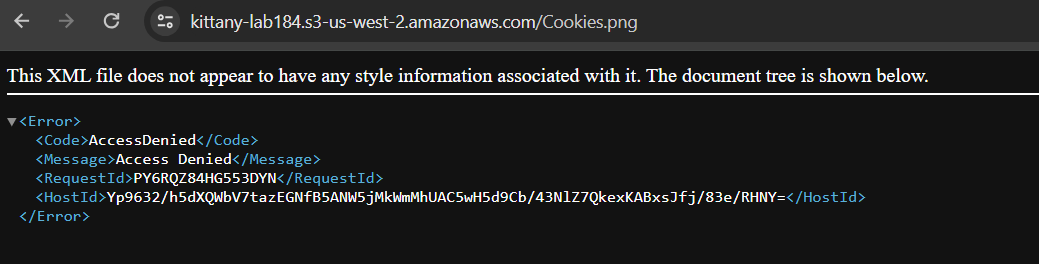 kittany-lab184.s3-us-west-2.amazonaws.com/Cookies.png
This XML file does not appear to have any style information associated with it. The document tree is shown below.
<Error>
<Code>AccessDenied</Code>
<Message>Access Denied</Message>
<RequestId>PY6RQZ84HG553DYN</RequestId>
<HostId>Yp9632/h5dXQWbV7tazEGNfB5ANW5jMkWmMhUAC5wH5d9Cb/43NlZ7QkexKABxsJfj/83e/RHNY=</HostId>
</Error>